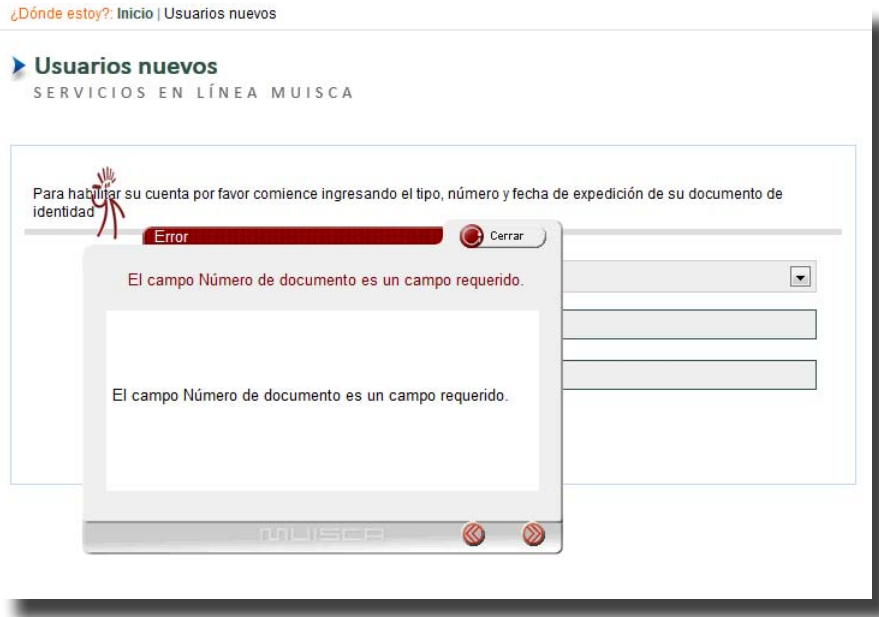 ¿Dónde estoy?: Inicio | Usuarios nuevos
Usuarios nuevos
SERVICIOS EN LÍNEA MUISCA
Para habilitar su cuenta por favor comience ingresando el tipo, número y fecha de expedición de su documento de
identidad
Error
Cerrar
El campo Número de documento es un campo requerido.
El campo Número de documento es un campo requerido.
MUISCA